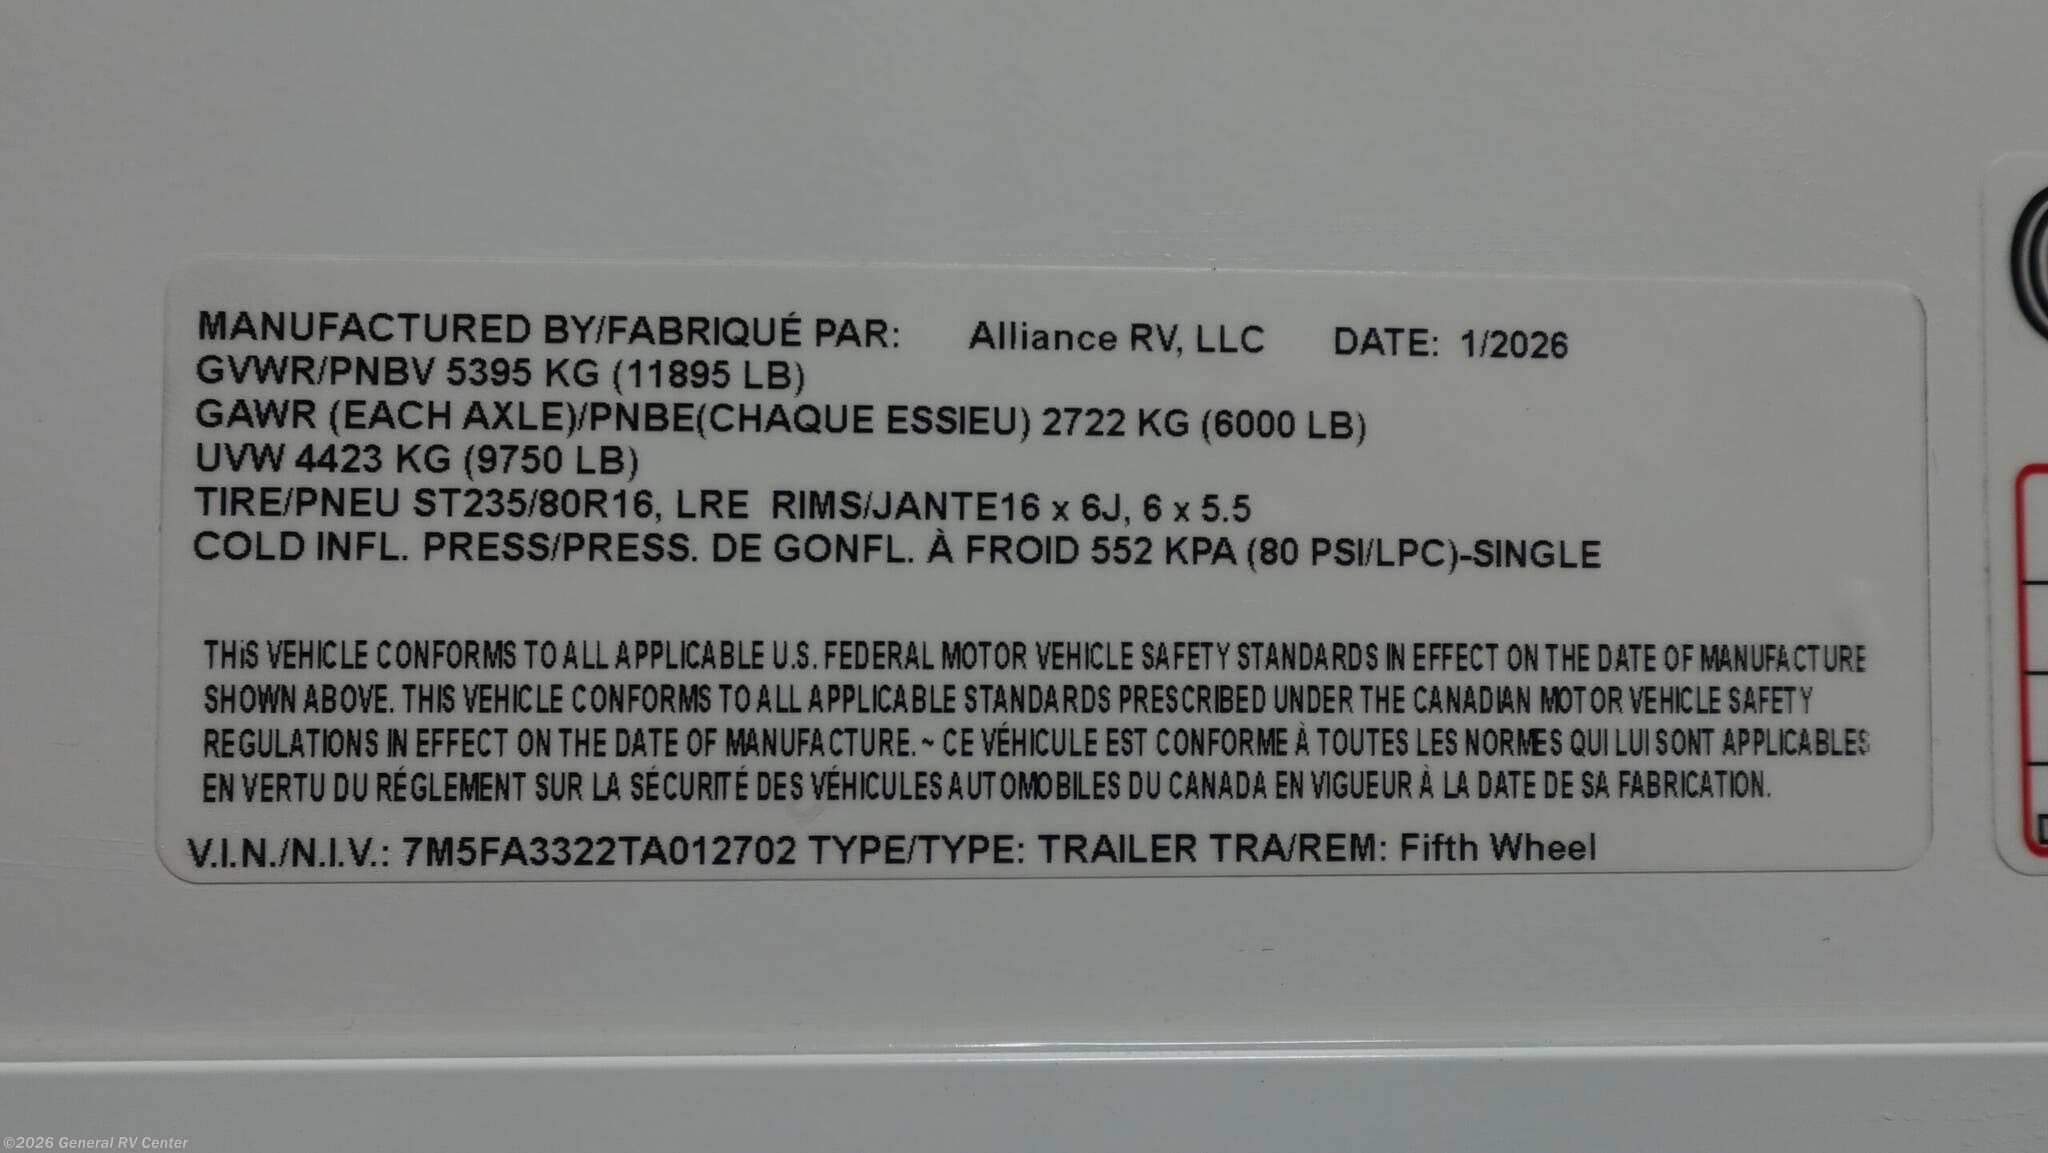 MANUFACTURED BY/FABRIQUÉ PAR: Alliance RV, LLC DATE: 1/2026
GVWR/PNBV 5395 KG (11895 LB)
GAWR (EACH AXLE)/PNBE(CHAQUE ESSIEU) 2722 KG (6000 LB)
UVW 4423 KG (9750 LB)
TIRE/PNEU ST235/80R16, LRE RIMS/JANTE16 x 6J, 6 x 5.5
COLD INFL. PRESS/PRESS. DE GONFL. À FROID 552 KPA (80 PSI/LPC)-SINGLE
THiS VEHICLE CONFORMS TO ALL APPLICABLE U.S. FEDERAL MOTOR VEHICLE SAFETY STANDARDS IN EFFECT ON THE DATE OF MANUFACTURE
SHOWN ABOVE. THIS VEHICLE CONFORMS TO ALL APPLICABLE STANDARDS PRESCRIBED UNDER THE CANADIAN MOTOR VEHICLE SAFETY
REGULATIONS IN EFFECT ON THE DATE OF MANUFACTURE. ~ CE VÉHICULE EST CONFORME À TOUTES LES NORMES QUI LUI SONT APPLICABLES
EN VERTU DU RÉGLEMENT SUR LA SÉCURITÉ DES VÉHICULES AUTOMOBILES DU CANADA EN VIGUEUR À LA DATE DE SA FABRICATION.
V.I.N./N.I.V.: 7M5FA3322TA012702 TYPE/TYPE: TRAILER TRA/REM: Fifth Wheel
©2026 General RV Center